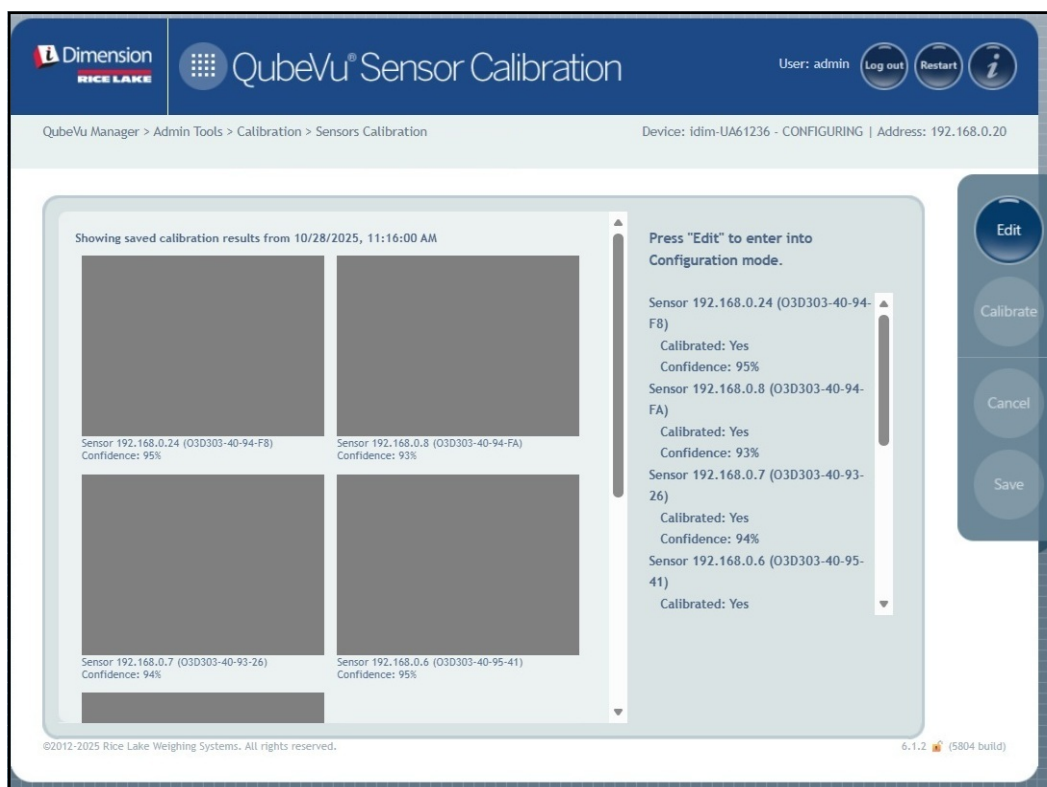 i Dimension
RICE LAKE
QubeVu® Sensor Calibration
User: admin
Log out
Restart
i
QubeVu Manager > Admin Tools > Calibration > Sensors Calibration
Device: idim-UA61236 - CONFIGURING | Address: 192.168.0.20
Showing saved calibration results from 10/28/2025, 11:16:00 AM
Sensor 192.168.0.24 (O3D303-40-94-F8)
Confidence: 95%
Sensor 192.168.0.8 (O3D303-40-94-FA)
Confidence: 93%
Sensor 192.168.0.7 (O3D303-40-93-26)
Confidence: 94%
Sensor 192.168.0.6 (O3D303-40-95-41)
Confidence: 95%
Press "Edit" to enter into
Configuration mode.
Sensor 192.168.0.24 (O3D303-40-94-
F8)
Calibrated: Yes
Confidence: 95%
Sensor 192.168.0.8 (O3D303-40-94-
FA)
Calibrated: Yes
Confidence: 93%
Sensor 192.168.0.7 (O3D303-40-93-
26)
Calibrated: Yes
Confidence: 94%
Sensor 192.168.0.6 (O3D303-40-95-
41)
Calibrated: Yes
Edit
Calibrate
Cancel
Save
©2012-2025 Rice Lake Weighing Systems. All rights reserved.
6.1.2 (5804 build)